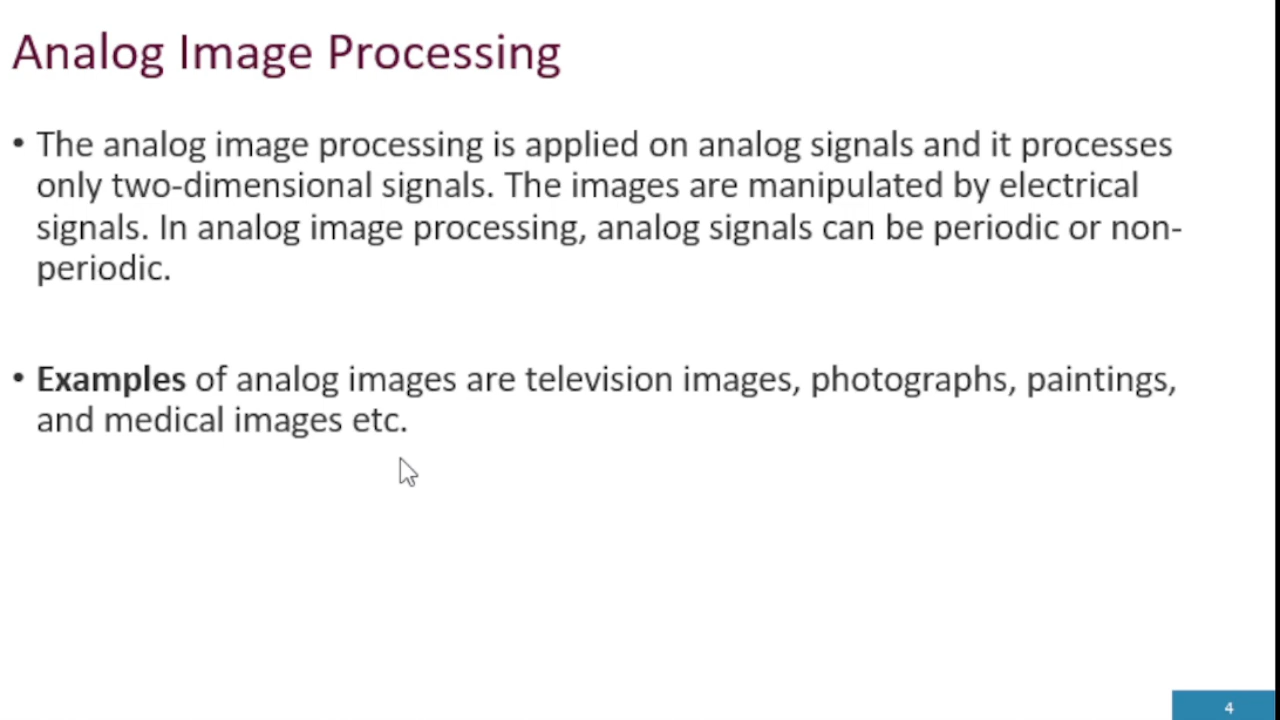 Analog Image Processing
• The analog image processing is applied on analog signals and it processes
only two-dimensional signals. The images are manipulated by electrical
signals. In analog image processing, analog signals can be periodic or non-
periodic.
• Examples of analog images are television images, photographs, paintings,
and medical images etc.
4